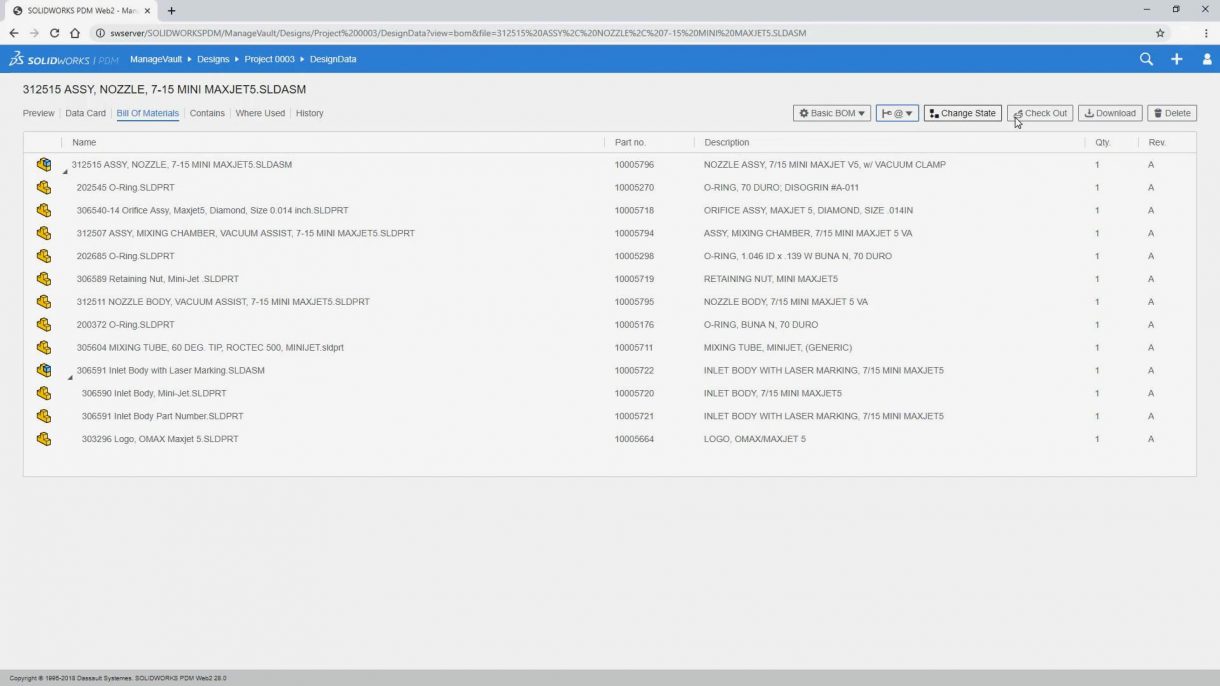 SOLIDWORKS PDM Web2 - Man
swserver/SOLIDWORKSPDM/ManageVault/Designs/Project%200003/DesignData?view=bom&file=312515%20ASSY%2C%20NOZZLE%2C%207-15%20MINI%20MAXJET5.SLDASM
SOLIDWORKS | PDM ManageVault Designs Project 0003 DesignData
312515 ASSY, NOZZLE, 7-15 MINI MAXJET5.SLDASM
Preview Data Card Bill Of Materials Contains Where Used History Basic BOM @ Change State Check Out Download Delete
Name Part no. Description Qty. Rev.
312515 ASSY, NOZZLE, 7-15 MINI MAXJET5.SLDASM 10005796 NOZZLE ASSY, 7/15 MINI MAXJET V5, w/ VACUUM CLAMP 1 A
202545 O-Ring.SLDPRT 10005270 O-RING, 70 DURO; DISOGRIN #A-011 1 A
306540-14 Orifice Assy, Maxjet5, Diamond, Size 0.014 inch.SLDPRT 10005718 ORIFICE ASSY, MAXJET 5, DIAMOND, SIZE .014IN 1 A
312507 ASSY, MIXING CHAMBER, VACUUM ASSIST, 7-15 MINI MAXJET5.SLDPRT 10005794 ASSY, MIXING CHAMBER, 7/15 MINI MAXJET 5 VA 1 A
202685 O-Ring.SLDPRT 10005298 O-RING, 1.046 ID x .139 W BUNA N, 70 DURO 1 A
306589 Retaining Nut, Mini-Jet .SLDPRT 10005719 RETAINING NUT, MINI MAXJET5 1 A
312511 NOZZLE BODY, VACUUM ASSIST, 7-15 MINI MAXJET5.SLDPRT 10005795 NOZZLE BODY, 7/15 MINI MAXJET 5 VA 1 A
200372 O-Ring.SLDPRT 10005176 O-RING, BUNA N, 70 DURO 1 A
305604 MIXING TUBE, 60 DEG. TIP, ROCTEC 500, MINIJET.sldprt 10005711 MIXING TUBE, MINIJET, (GENERIC) 1 A
306591 Inlet Body with Laser Marking.SLDASM 10005722 INLET BODY WITH LASER MARKING, 7/15 MINI MAXJET5 1 A
306590 Inlet Body, Mini-Jet.SLDPRT 10005720 INLET BODY, 7/15 MINI MAXJET5 1 A
306591 Inlet Body Part Number.SLDPRT 10005721 INLET BODY WITH LASER MARKING, 7/15 MINI MAXJET5 1 A
303296 Logo, OMAX Maxjet 5.SLDPRT 10005664 LOGO, OMAX/MAXJET 5 1 A
Copyright © 1995-2018 Dassault Systemes. SOLIDWORKS PDM Web2 28.0